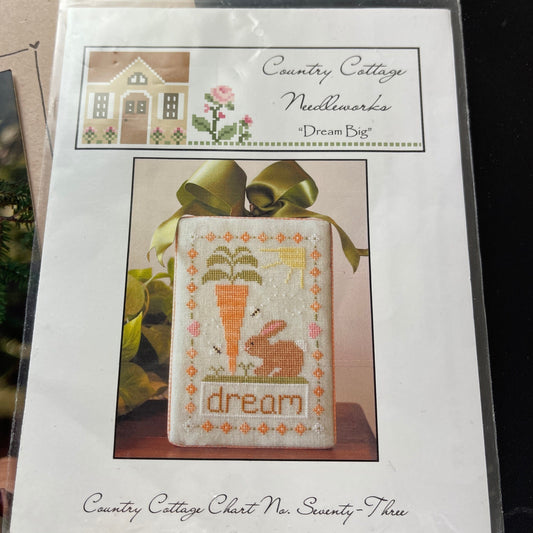 Country Cottage
Needleworks
"Dream Big"
dream
Country Cottage Chart No. Seventy-Three